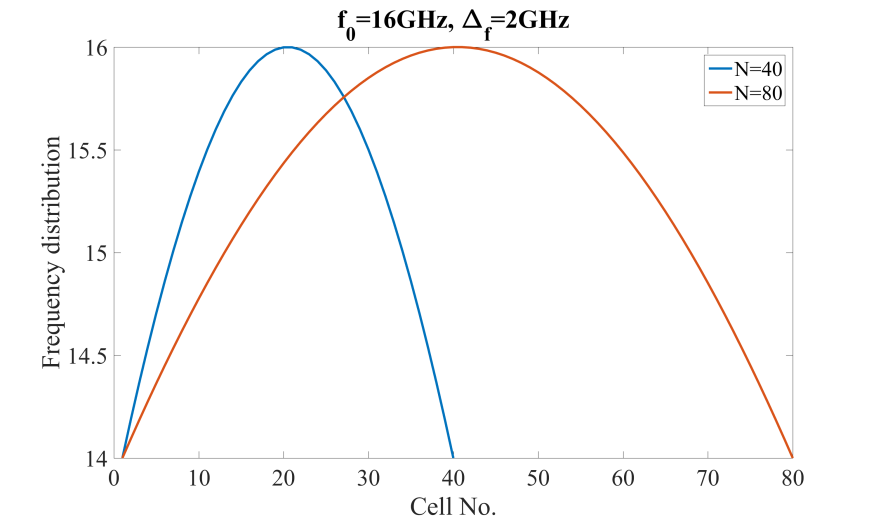 f0=16GHz, Δf=2GHz
Frequency distribution
16
15.5
15
14.5
14
0 10 20 30 40 50 60 70 80
Cell No.
N=40
N=80